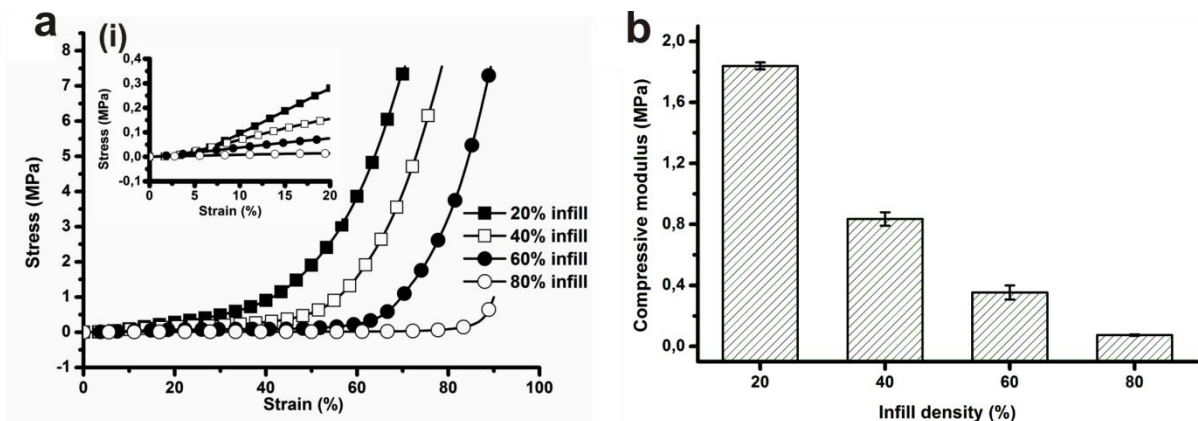 a
(i)
Stress (MPa)
8
7
6
5
4
3
2
1
0
-1
0
20
40
60
80
100
Strain (%)
Stress (MPa)
0,4
0,3
0,2
0,1
0,0
-0,1
0
5
10
15
20
Strain (%)
20% infill
40% infill
60% infill
80% infill
b
Compressive modulus (MPa)
2,0
1,6
1,2
0,8
0,4
0,0
20
40
60
80
Infill density (%)